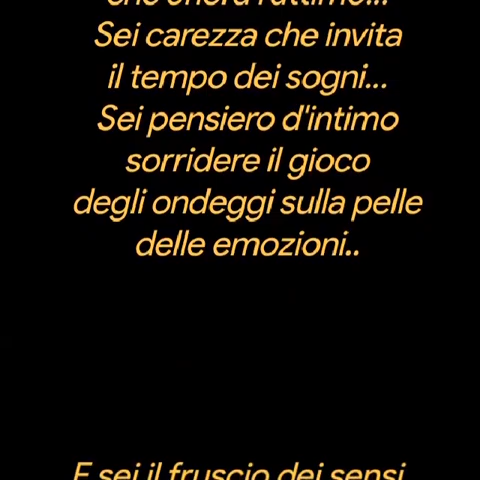 Sei carezza che invita
il tempo dei sogni...
Sei pensiero d'intimo
sorridere il gioco
degli ondeggi sulla pelle
delle emozioni..
E sei il fruscio dei sensi